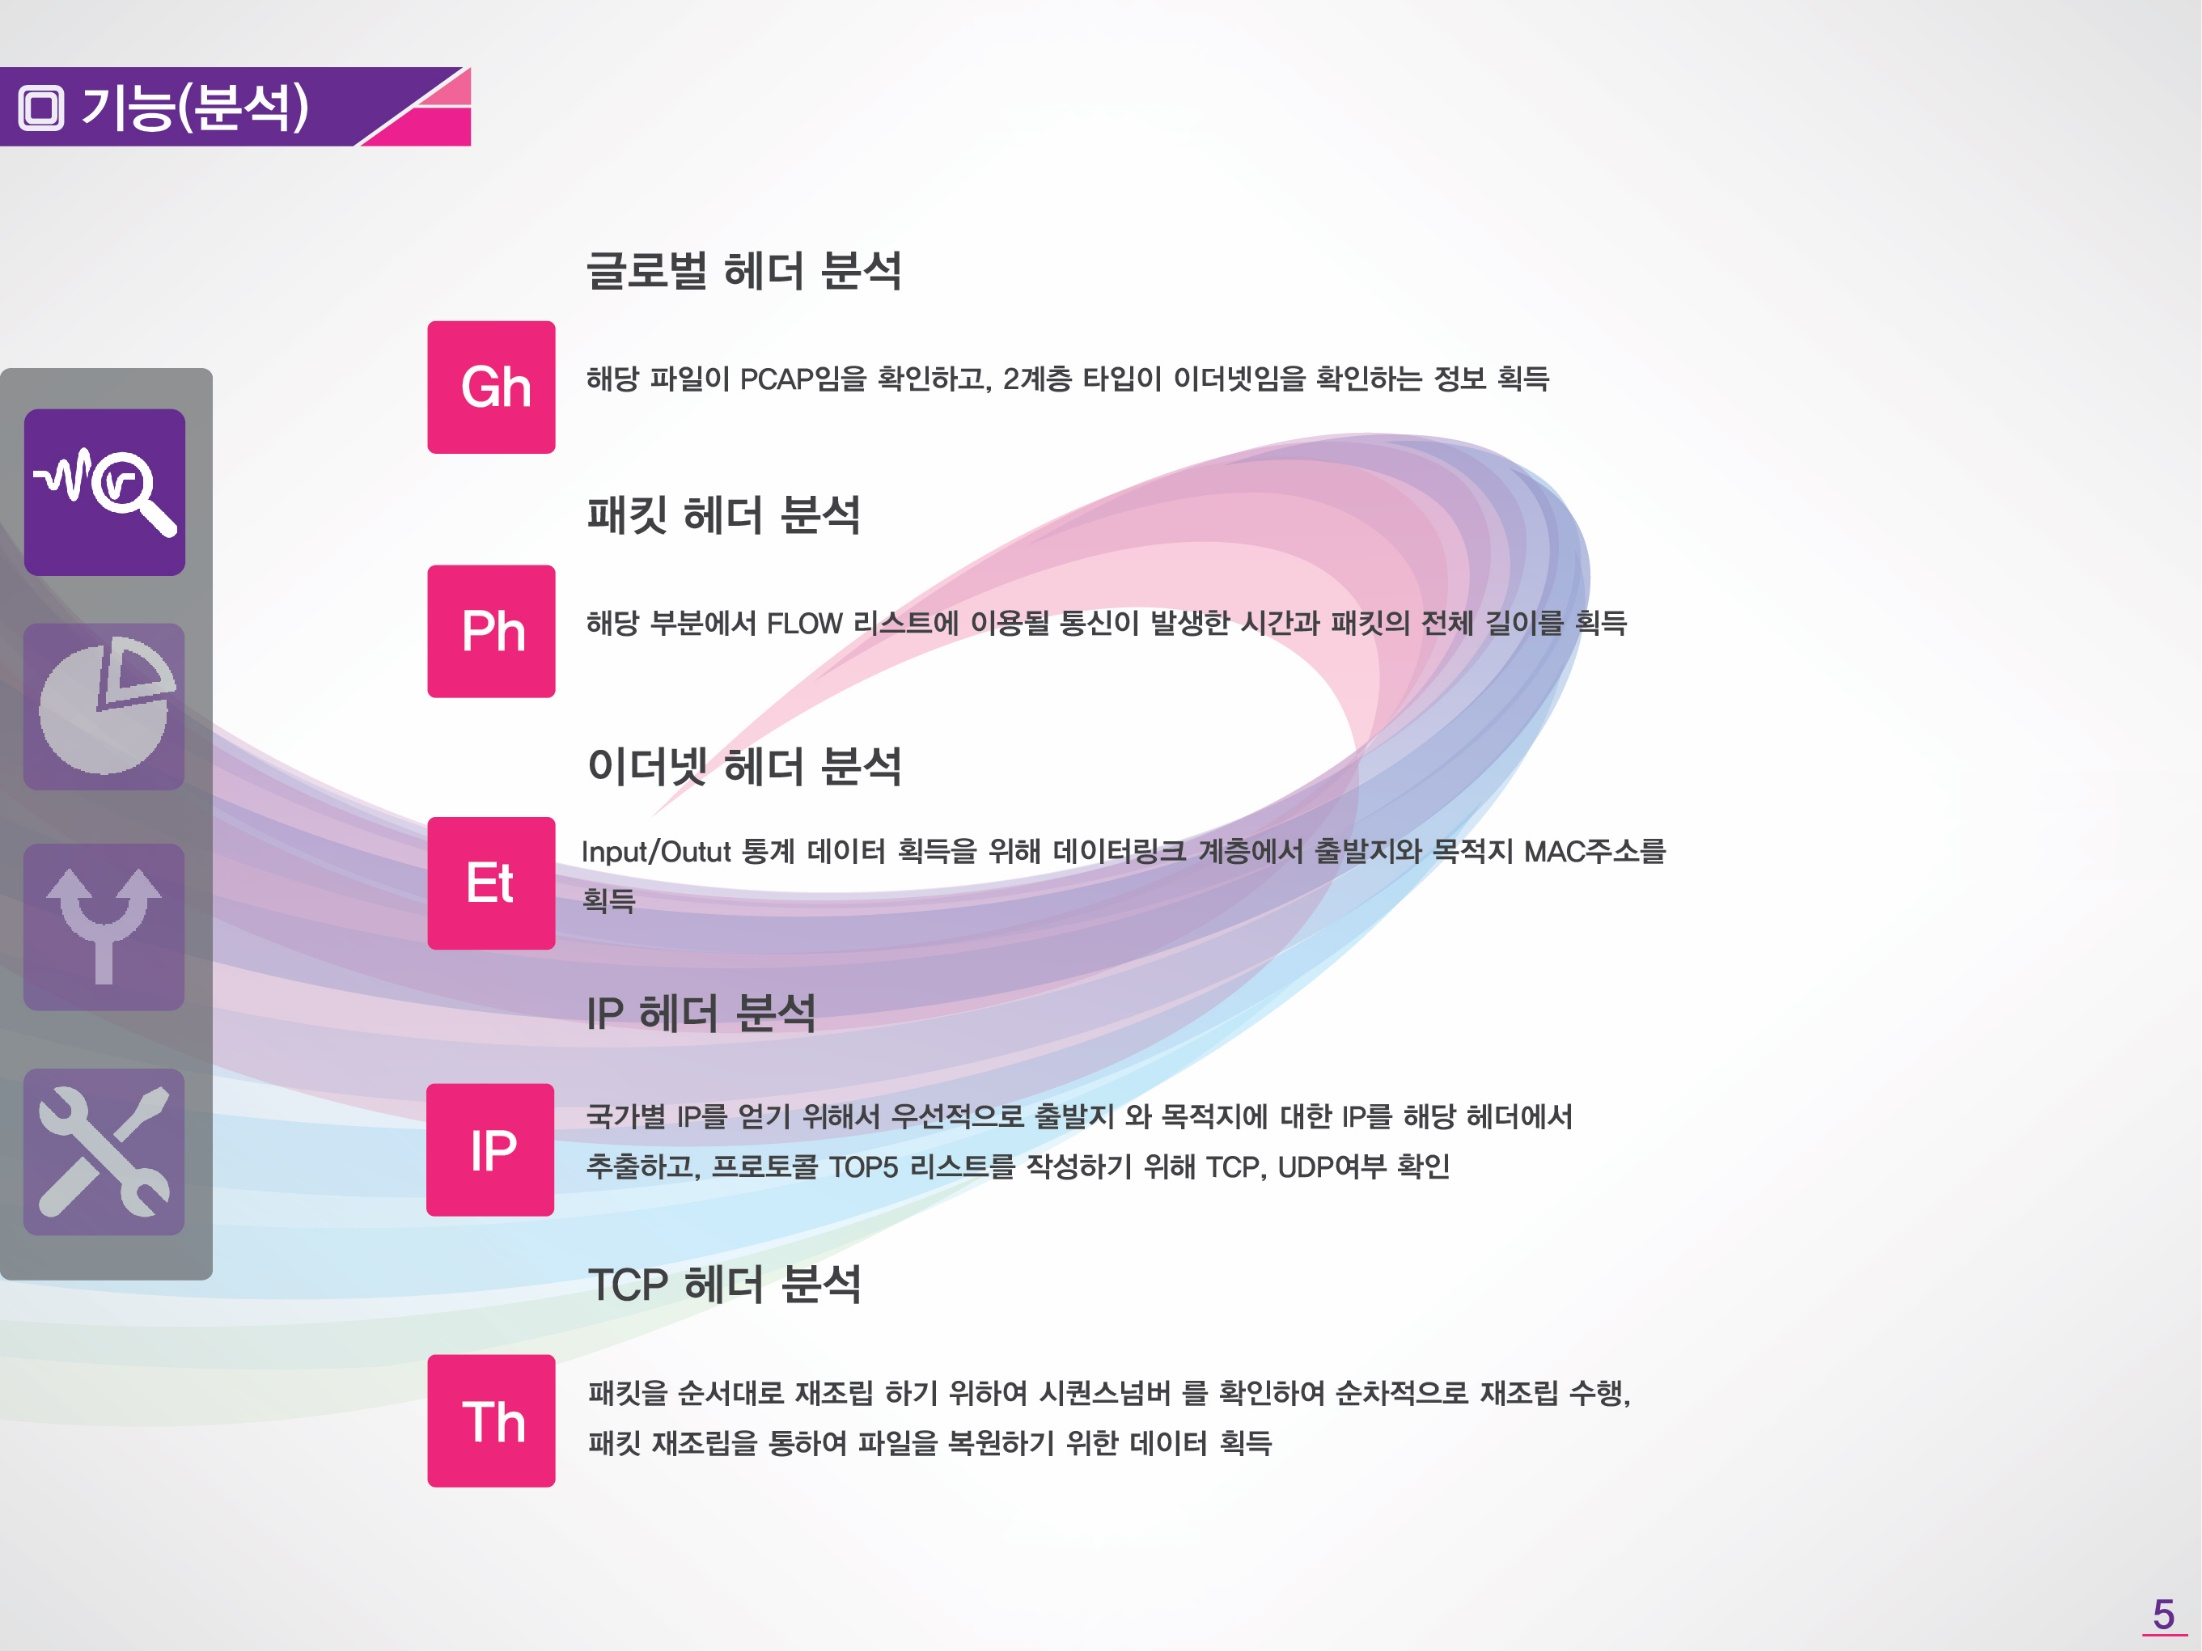 기능(분석)
글로벌 헤더 분석
Gh
해당 파일이 PCAP임을 확인하고, 2계층 타입이 이더넷임을 확인하는 정보 획득
패킷 헤더 분석
Ph
해당 부분에서 FLOW 리스트에 이용될 통신이 발생한 시간과 패킷의 전체 길이를 획득
이더넷 헤더 분석
Et
Input/Outut 통계 데이터 획득을 위해 데이터링크 계층에서 출발지와 목적지 MAC주소를
획득
IP 헤더 분석
IP
국가별 IP를 얻기 위해서 우선적으로 출발지 와 목적지에 대한 IP를 해당 헤더에서
추출하고, 프로토콜 TOP5 리스트를 작성하기 위해 TCP, UDP여부 확인
TCP 헤더 분석
Th
패킷을 순서대로 재조립 하기 위하여 시퀀스넘버 를 확인하여 순차적으로 재조립 수행,
패킷 재조립을 통하여 파일을 복원하기 위한 데이터 획득
5